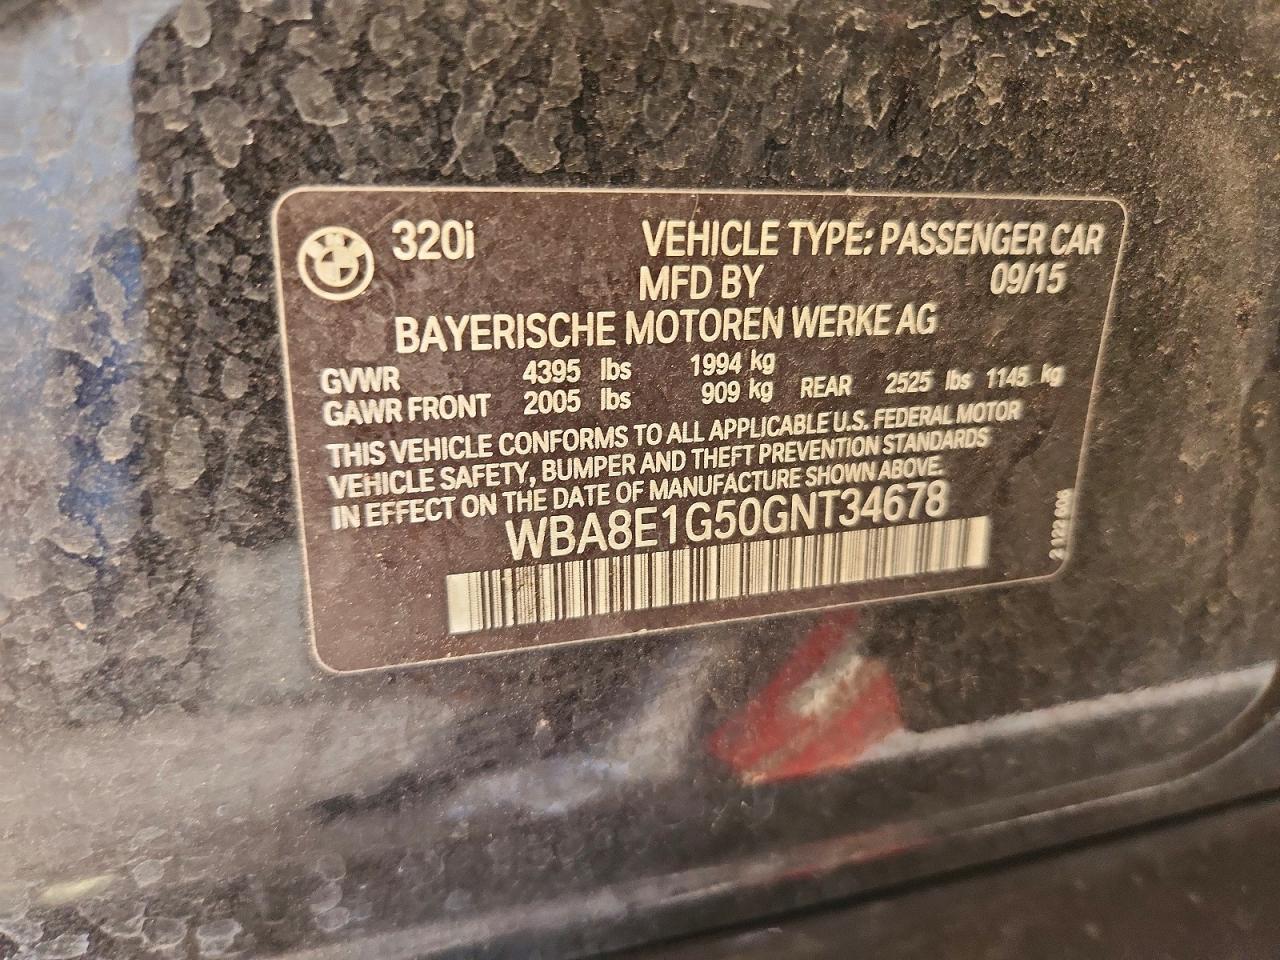 320i VEHICLE TYPE: PASSENGER CAR
MFD BY 09/15
BAYERISCHE MOTOREN WERKE AG
GVWR 4395 lbs 1994 kg
GAWR FRONT 2005 lbs 909 kg REAR 2525 lbs 1145 kg
THIS VEHICLE CONFORMS TO ALL APPLICABLE U.S. FEDERAL MOTOR
VEHICLE SAFETY, BUMPER AND THEFT PREVENTION STANDARDS
IN EFFECT ON THE DATE OF MANUFACTURE SHOWN ABOVE.
WBA8E1G50GNT34678